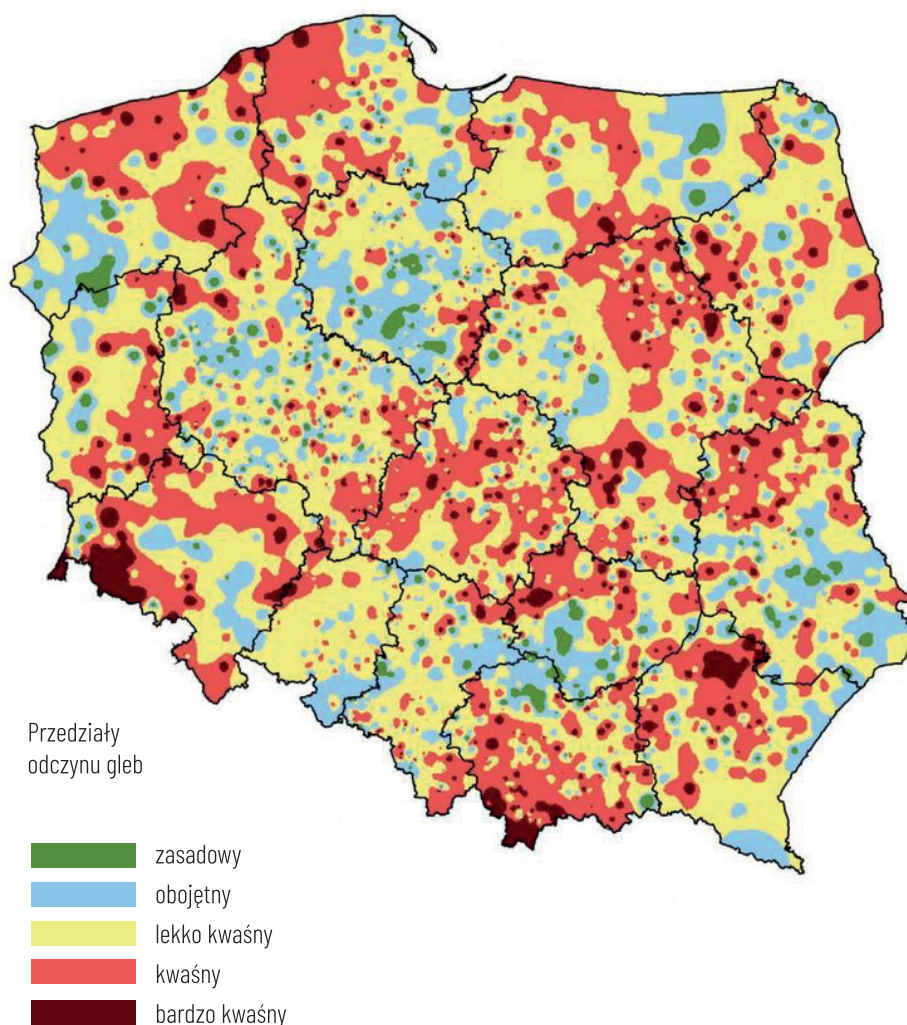 Przedziały
odczynu gleb
zasadowy
obojętny
lekko kwaśny
kwaśny
bardzo kwaśny